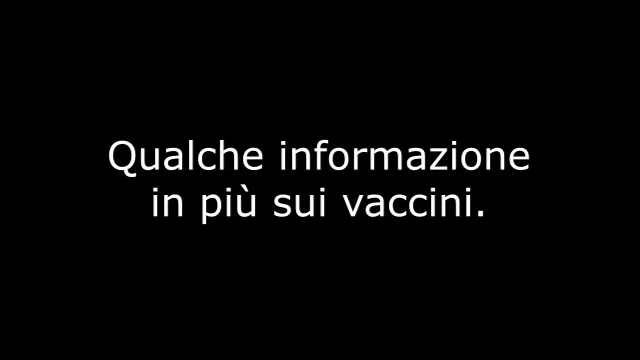 Qualche informazione
in più sui vaccini.